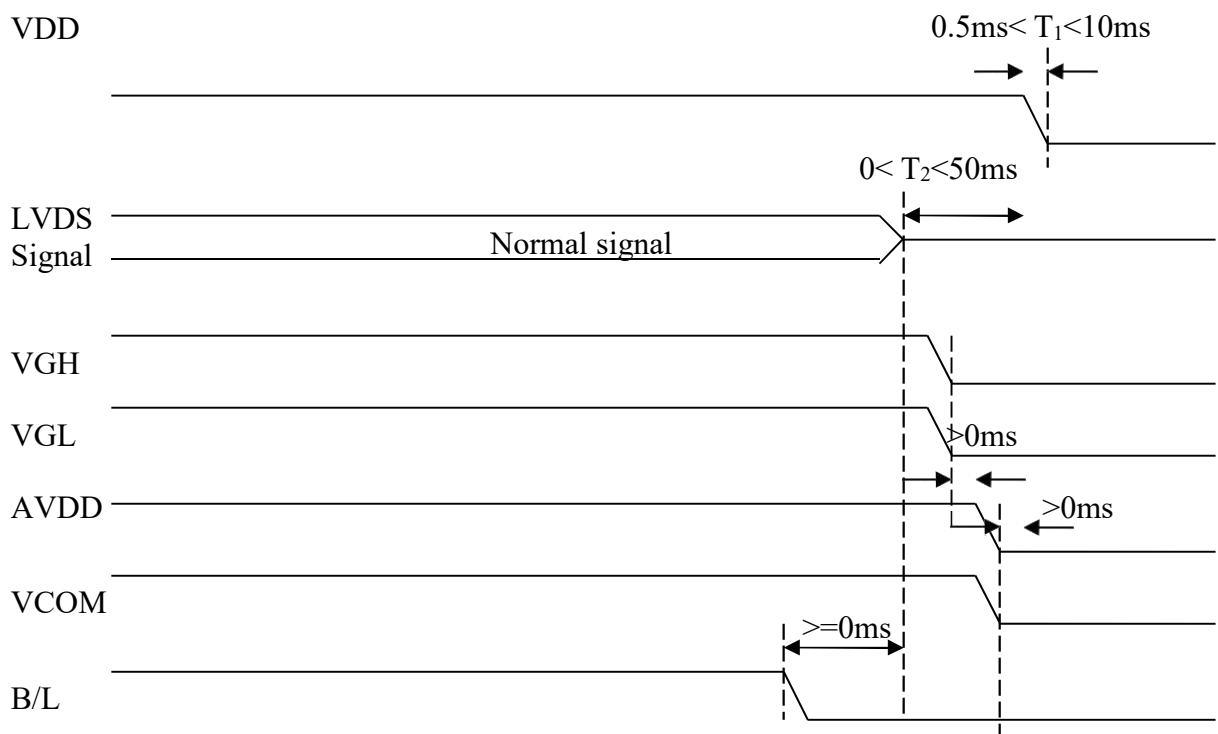 VDD
0.5ms< T₁<10ms
0< T₂<50ms
LVDS
Signal
Normal signal
VGH
VGL
>0ms
AVDD
>0ms
VCOM
>=0ms
B/L